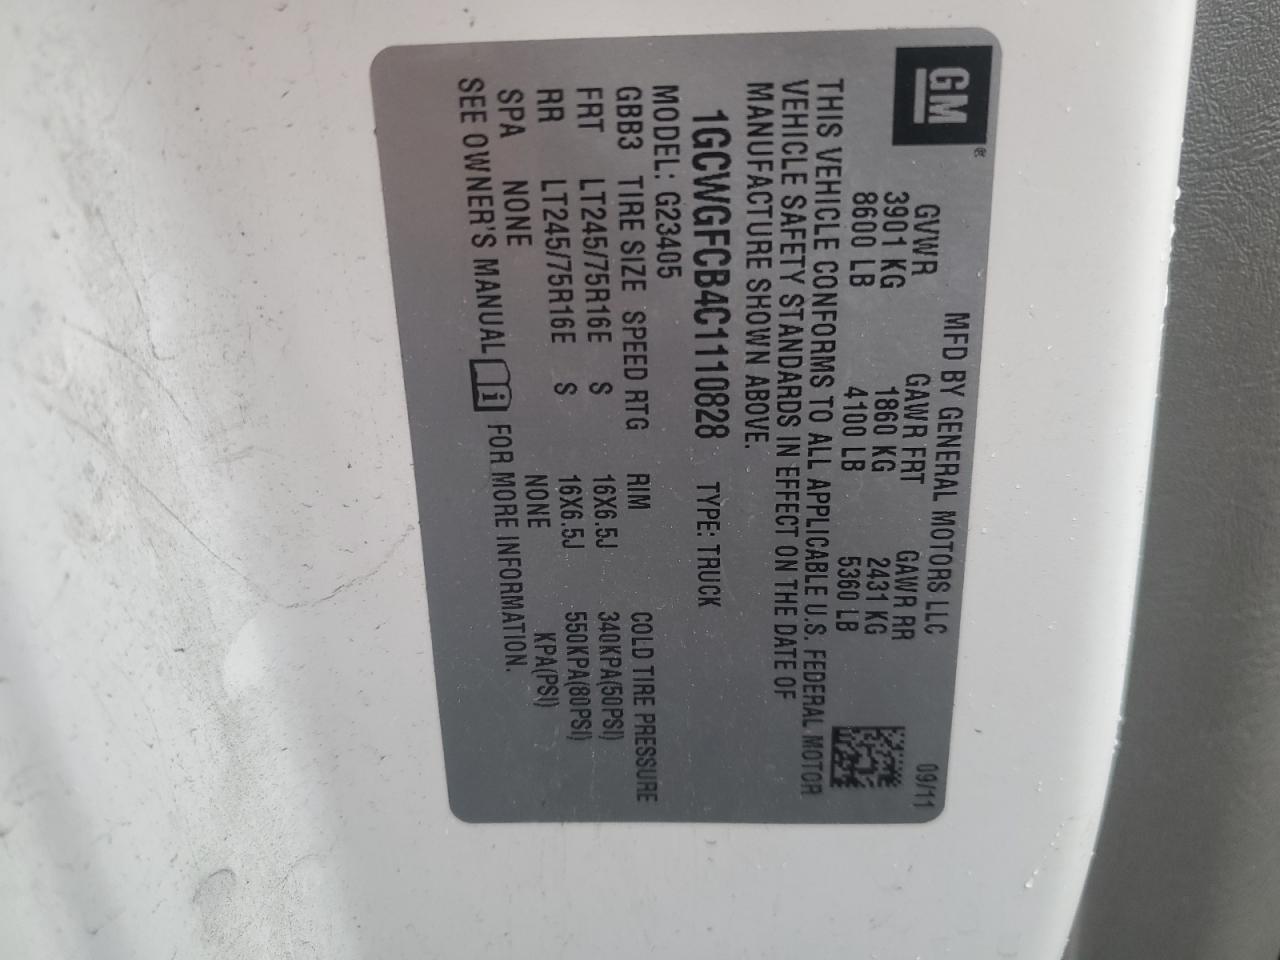 GM®
MFD BY GENERAL MOTORS LLC 09/11
GVWR GAWR FRT GAWR RR
3901 KG 1860 KG 2431 KG
8600 LB 4100 LB 5360 LB
THIS VEHICLE CONFORMS TO ALL APPLICABLE U.S. FEDERAL MOTOR
VEHICLE SAFETY STANDARDS IN EFFECT ON THE DATE OF
MANUFACTURE SHOWN ABOVE.
1GCWGFCB4C1110828 TYPE: TRUCK
MODEL: G23405
GBB3 TIRE SIZE SPEED RTG RIM COLD TIRE PRESSURE
FRT LT245/75R16E S 16X6.5J 340KPA(50PSI)
RR LT245/75R16E S 16X6.5J 550KPA(80PSI)
SPA NONE NONE KPA(PSI)
SEE OWNER'S MANUAL i FOR MORE INFORMATION.